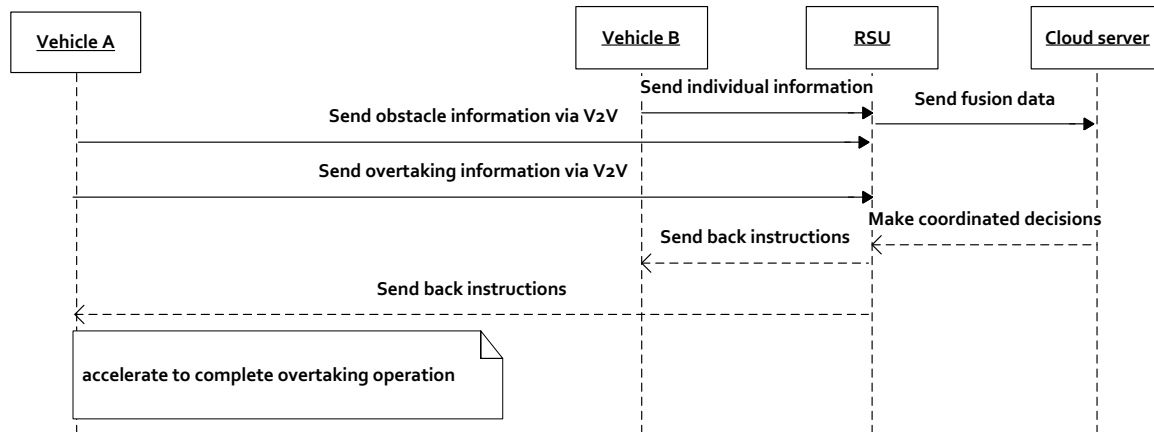 Vehicle A
Vehicle B
RSU
Cloud server
Send individual information
Send fusion data
Send obstacle information via V2V
Send overtaking information via V2V
Make coordinated decisions
Send back instructions
Send back instructions
accelerate to complete overtaking operation